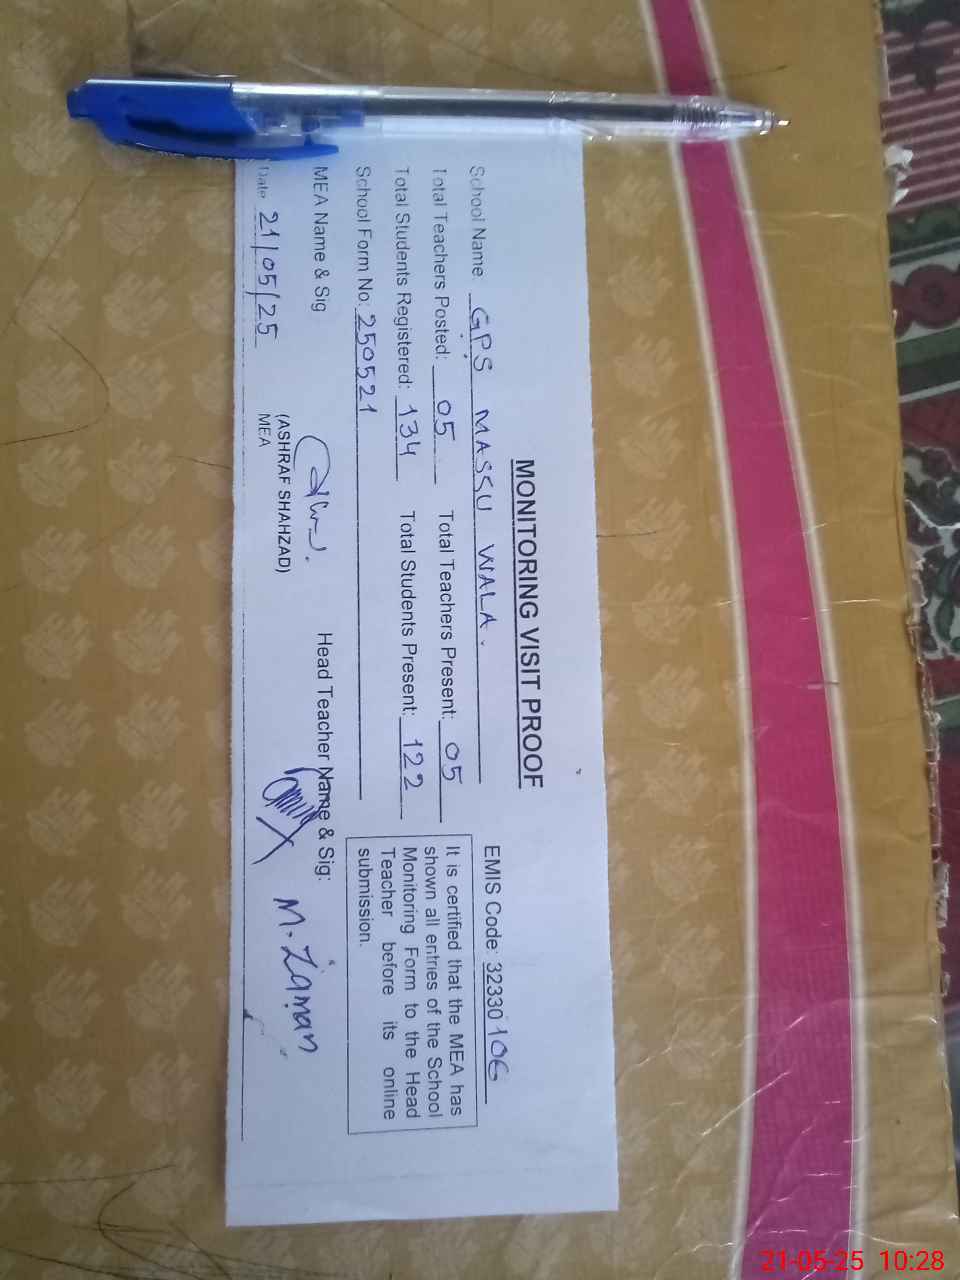 MONITORING VISIT PROOF
School Name: G.P.S MASSU WALA. EMIS Code: 32330106
Total Teachers Posted: 05 Total Teachers Present: 05
Total Students Registered: 134 Total Students Present: 122
School Form No: 250521
It is certified that the MEA has
shown all entries of the School
Monitoring Form to the Head
Teacher before its online
submission.
MEA Name & Sig Head Teacher Name & Sig:
M. Zaman
(ASHRAF SHAHZAD)
MEA
Date 21/05/25
21-05-25 10:28